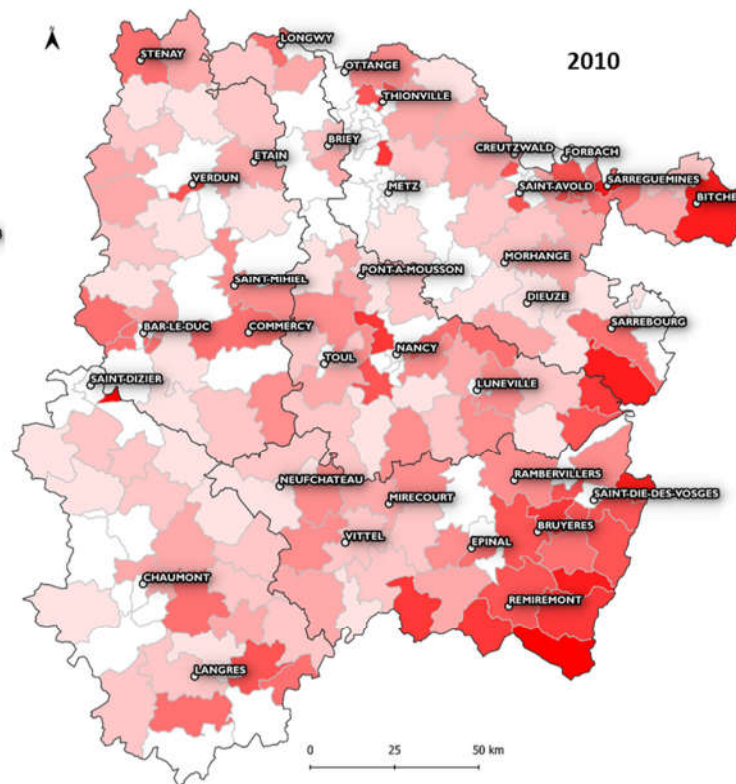 LONGWY
STENAY
2010
OTTANGE
THIONVILLE
BRIEY
CREUTZWALD
FORBACH
ETAIN
VERDUN
METZ
SAINT-AVOLD
SARREGUEMINES
BITCHE
MORHANGE
PONT-A-MOUSSON
SAINT-MIHIEL
DIEUZE
BAR-LE-DUC
COMMERCY
SARREBOURG
NANCY
TOUL
SAINT-DIZIER
LUNEVILLE
NEUFCHATEAU
RAMBERVILLERS
MIRECOURT
SAINT-DIE-DES-VOSGES
BRUYERES
VITTEL
EPINAL
CHAUMONT
REMIREMONT
LANGRES
0 25 50 km